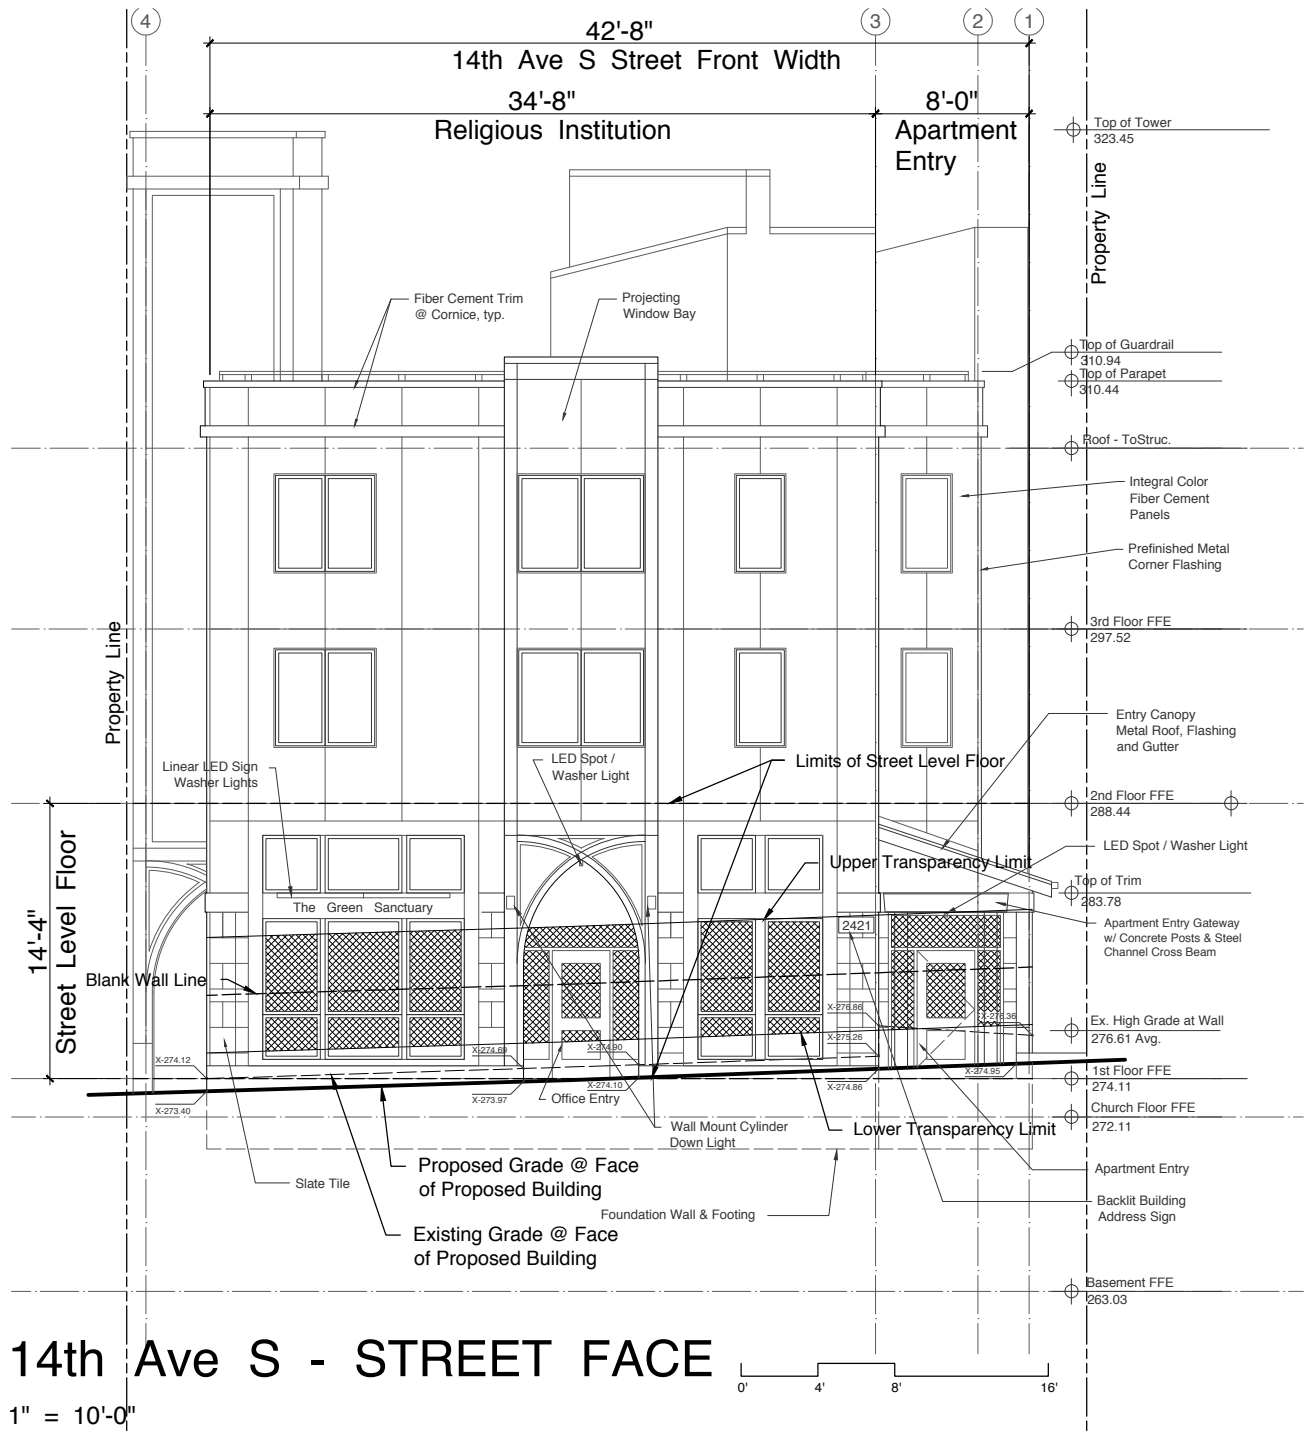 4
3
2
1
42'-8"
14th Ave S Street Front Width
34'-8"
8'-0"
Religious Institution
Apartment
Entry
Top of Tower
323.45
Property Line
Fiber Cement Trim
@ Cornice, typ.
Projecting
Window Bay
Top of Guardrail
310.94
Top of Parapet
310.44
Roof - ToStruc.
Integral Color
Fiber Cement
Panels
Prefinished Metal
Corner Flashing
3rd Floor FFE
297.52
Property Line
Entry Canopy
Metal Roof, Flashing
and Gutter
Linear LED Sign
Washer Lights
LED Spot /
Washer Light
Limits of Street Level Floor
2nd Floor FFE
288.44
14'-4"
Street Level Floor
LED Spot / Washer Light
Upper Transparency Limit
Top of Trim
283.78
The Green Sanctuary
2421
Apartment Entry Gateway
w/ Concrete Posts & Steel
Channel Cross Beam
Blank Wall Line
X-276.86
X-276.36
Ex. High Grade at Wall
276.61 Avg.
X-275.26
X-274.12
X-274.69
X-274.90
X-274.95
1st Floor FFE
274.11
X-273.40
X-273.97
X-274.10
X-274.86
Office Entry
Church Floor FFE
272.11
Wall Mount Cylinder
Down Light
Lower Transparency Limit
Proposed Grade @ Face
of Proposed Building
Slate Tile
Apartment Entry
Foundation Wall & Footing
Backlit Building
Address Sign
Existing Grade @ Face
of Proposed Building
Basement FFE
263.03
14th Ave S - STREET FACE
0'
4'
8'
16'
1" = 10'-0"